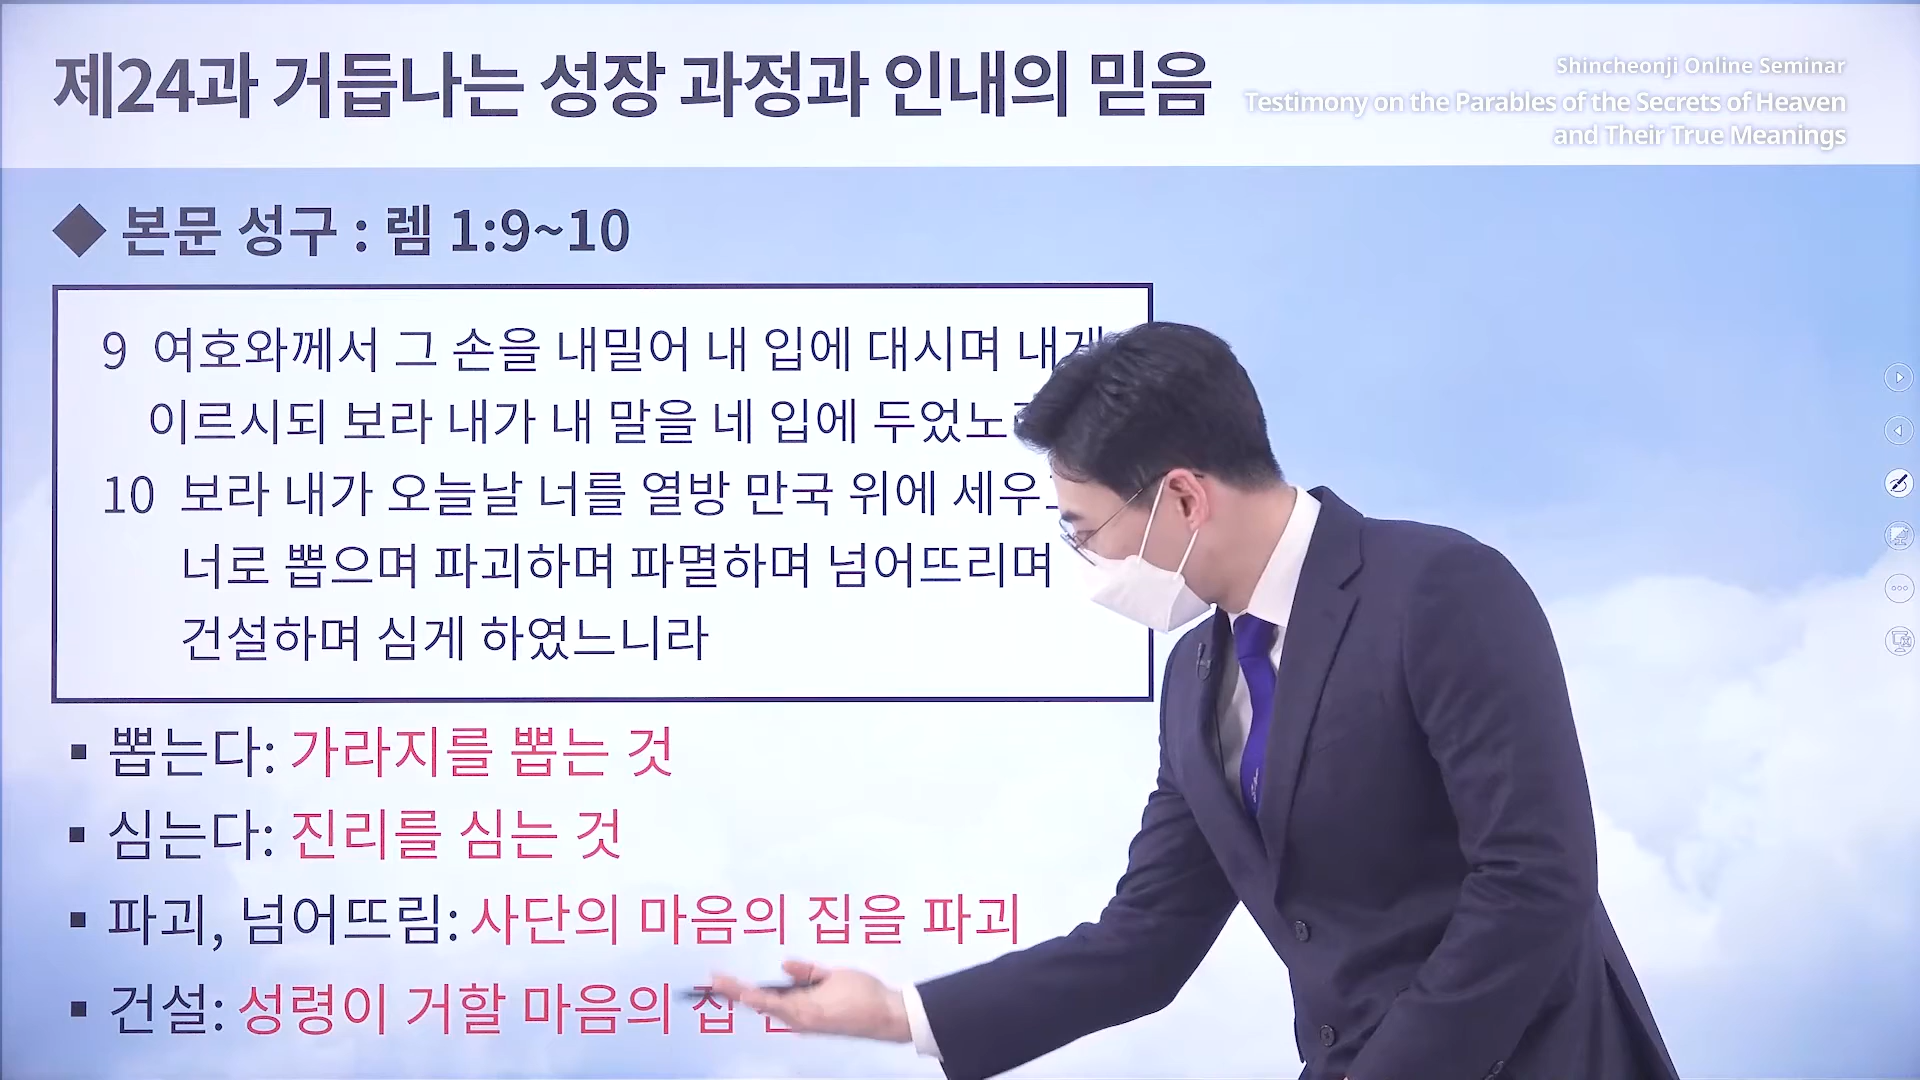 제24과 거듭나는 성장 과정과 인내의 믿음
Shincheonji Online Seminar
Testimony on the Parables of the Secrets of Heaven
and Their True Meanings
◆ 본문 성구 : 렘 1:9~10
9 여호와께서 그 손을 내밀어 내 입에 대시며 내게
이르시되 보라 내가 내 말을 네 입에 두었노
10 보라 내가 오늘날 너를 열방 만국 위에 세우
너로 뽑으며 파괴하며 파멸하며 넘어뜨리며
건설하며 심게 하였느니라
▪ 뽑는다: 가라지를 뽑는 것
▪ 심는다: 진리를 심는 것
▪ 파괴, 넘어뜨림: 사단의 마음의 집을 파괴
▪ 건설: 성령이 거할 마음의 집